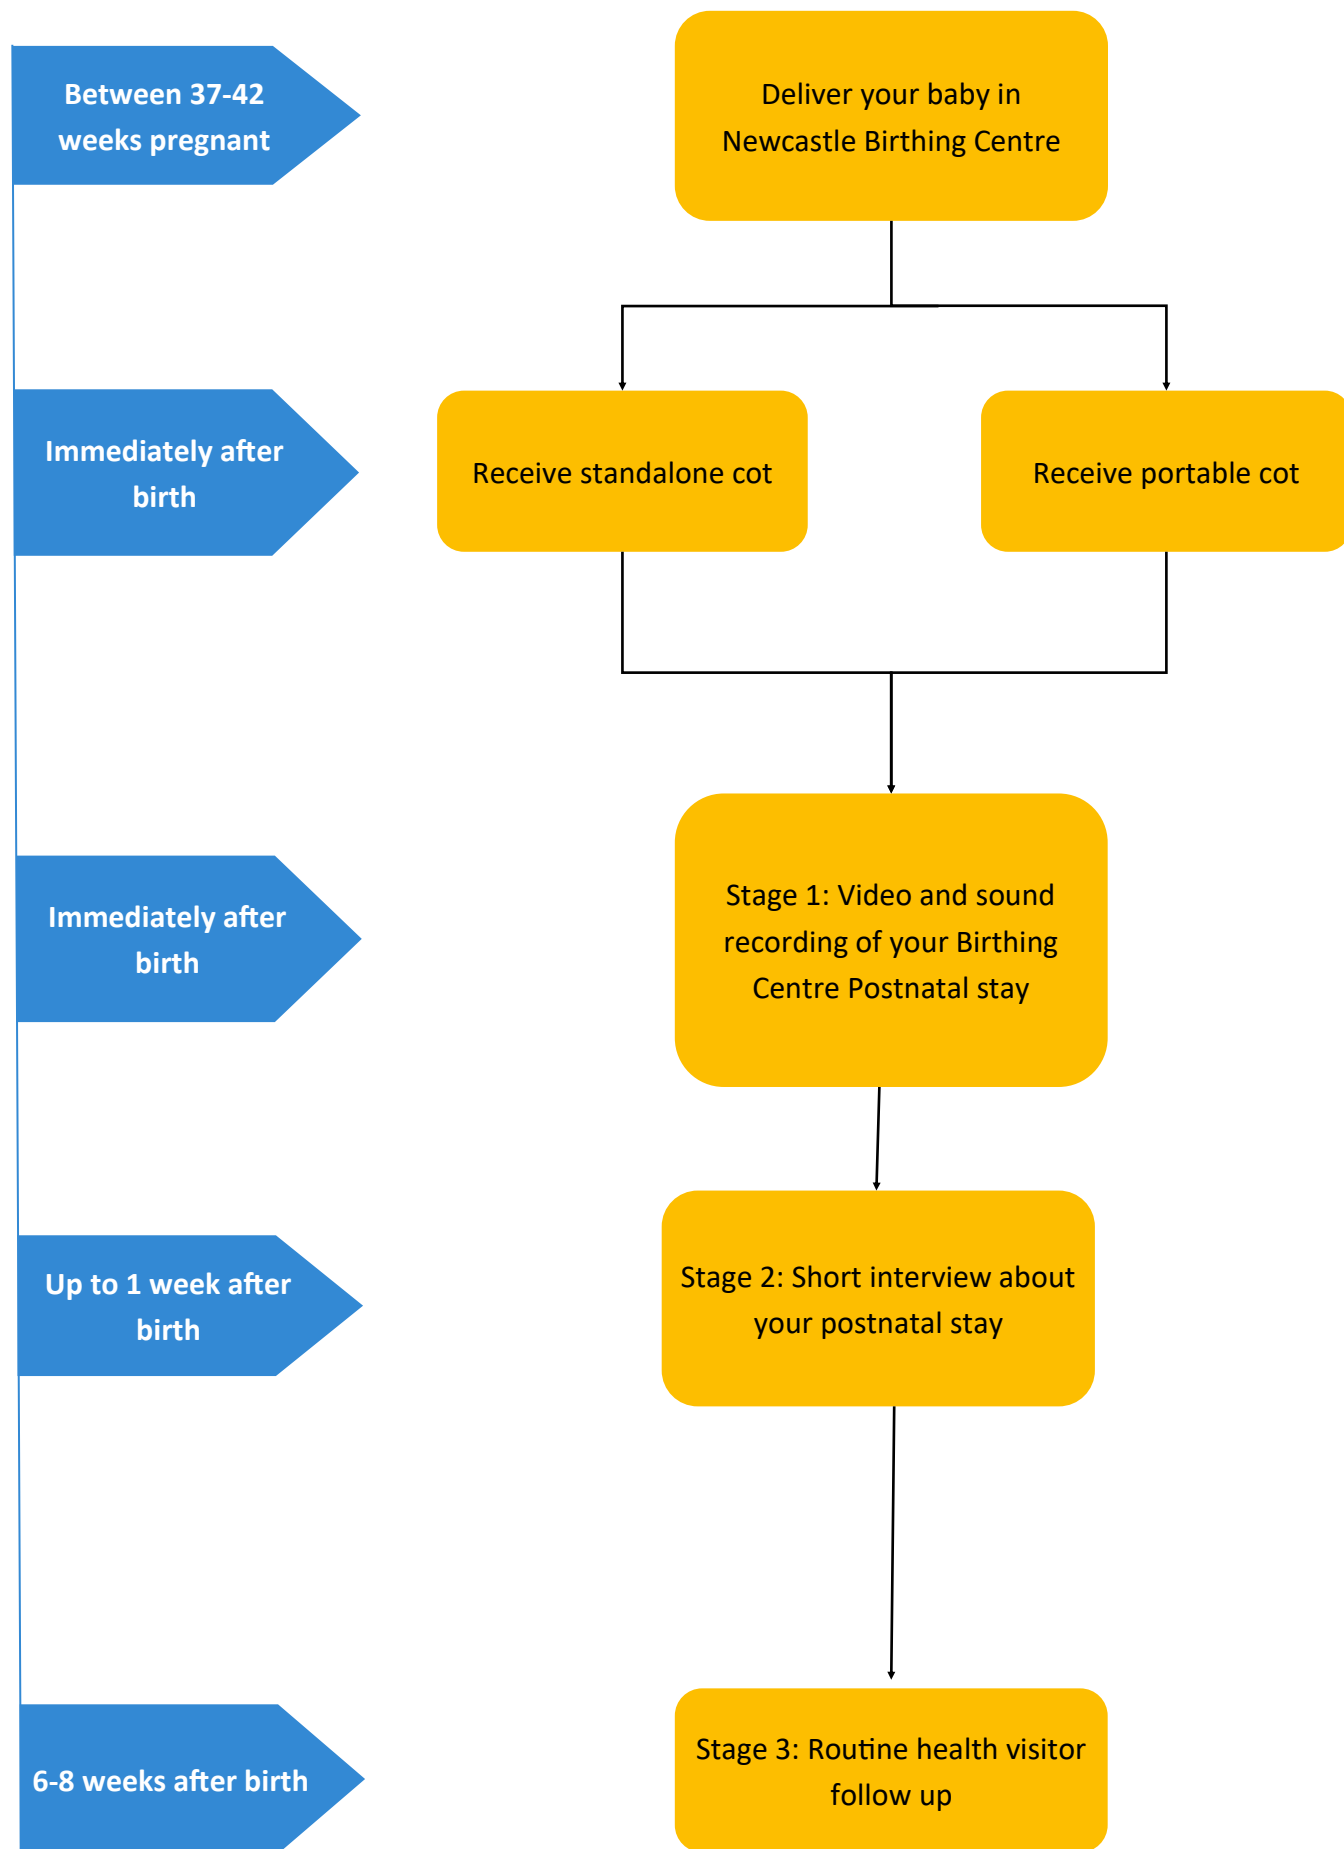 Between 37-42
weeks pregnant
Deliver your baby in
Newcastle Birthing Centre
Immediately after
birth
Receive standalone cot
Receive portable cot
Immediately after
birth
Stage 1: Video and sound
recording of your Birthing
Centre Postnatal stay
Up to 1 week after
birth
Stage 2: Short interview about
your postnatal stay
6-8 weeks after birth
Stage 3: Routine health visitor
follow up